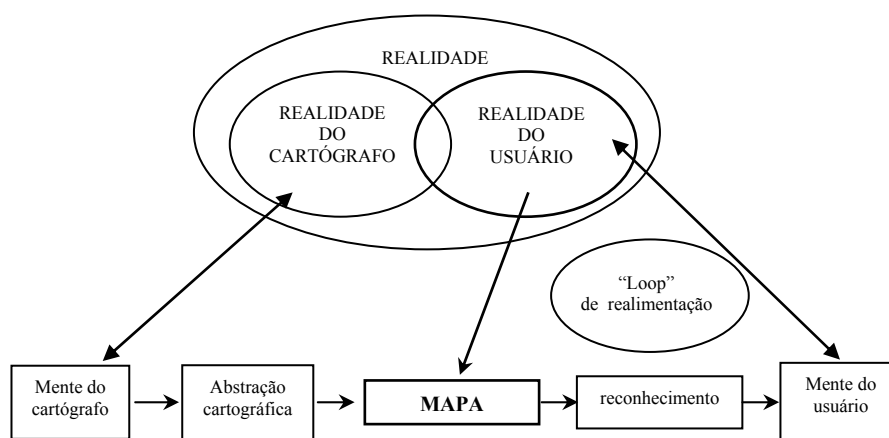 REALIDADE
REALIDADE
DO
CARTÓGRAFO
REALIDADE
DO
USUÁRIO
“Loop”
de realimentação
Mente do
cartógrafo
Abstração
cartográfica
MAPA
reconhecimento
Mente do
usuário